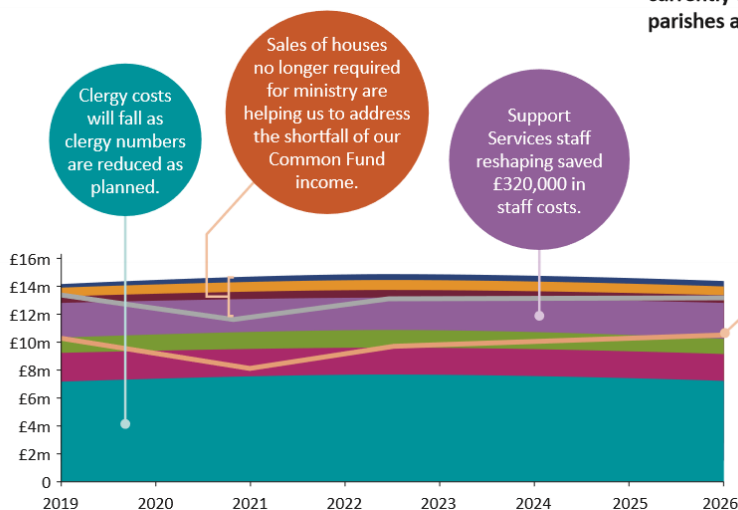 parishes a
Clergy costs
will fall as
clergy numbers
are reduced as
planned.
Sales of houses
no longer required
for ministry are
helping us to address
the shortfall of our
Common Fund
income.
Support
Services staff
reshaping saved
£320,000 in
staff costs.
£16m
£14m
£12m
£10m
£8m
£6m
£4m
£2m
0
2019 2020 2021 2022 2023 2024 2025 2026